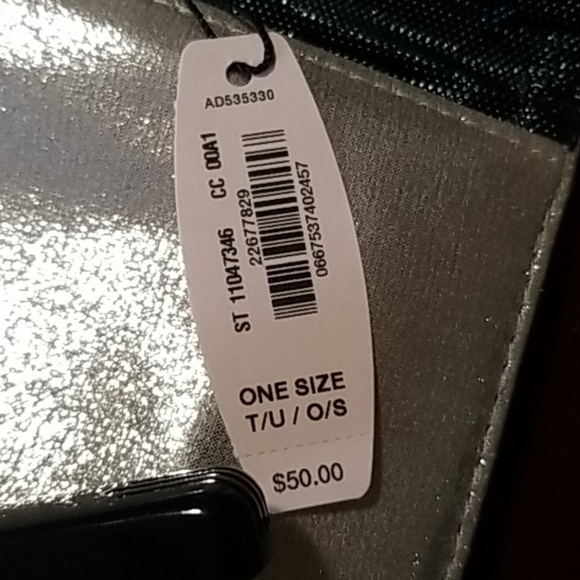 AD535330
ST 11047346 CC 00A1
22677829
0667537402457
ONE SIZE
T/U / O/S
$50.00